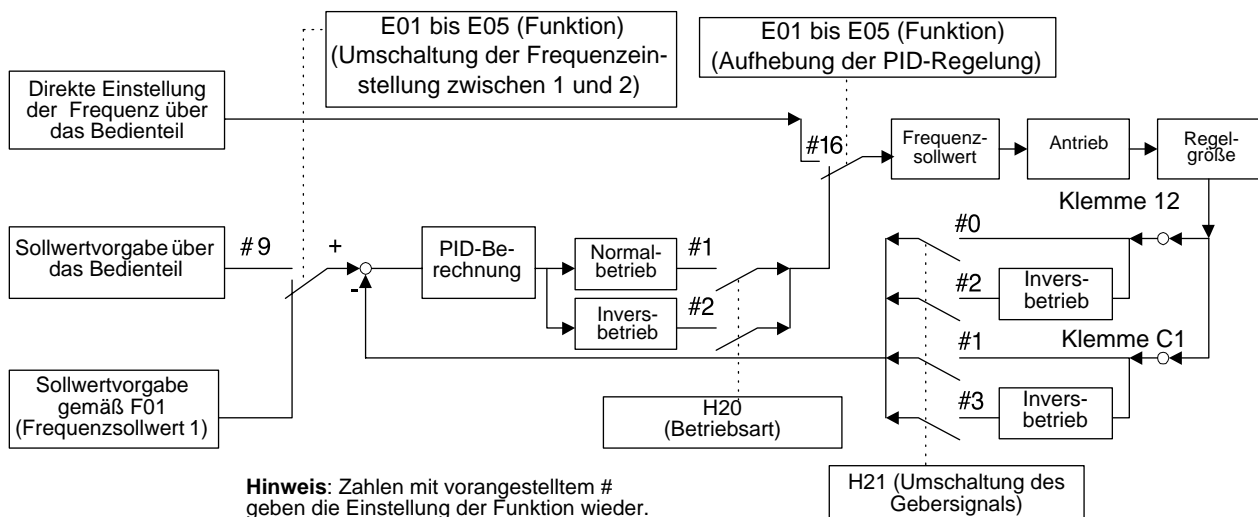 E01 bis E05 (Funktion)
(Umschaltung der Frequenzein-
stellung zwischen 1 und 2)
E01 bis E05 (Funktion)
(Aufhebung der PID-Regelung)
Direkte Einstellung
der Frequenz über
das Bedienteil
#16
Frequenz-
sollwert
Antrieb
Regel-
größe
Klemme 12
Sollwertvorgabe über
das Bedienteil
#9
+
-
PID-Be-
rechnung
Normal-
betrieb
#1
Invers-
betrieb
#2
#0
#2
Invers-
betrieb
Klemme C1
#1
#3
Invers-
betrieb
Sollwertvorgabe
gemäß F01
(Frequenzsollwert 1)
H20
(Betriebsart)
H21 (Umschaltung des
Gebersignals)
Hinweis: Zahlen mit vorangestelltem #
geben die Einstellung der Funktion wieder.